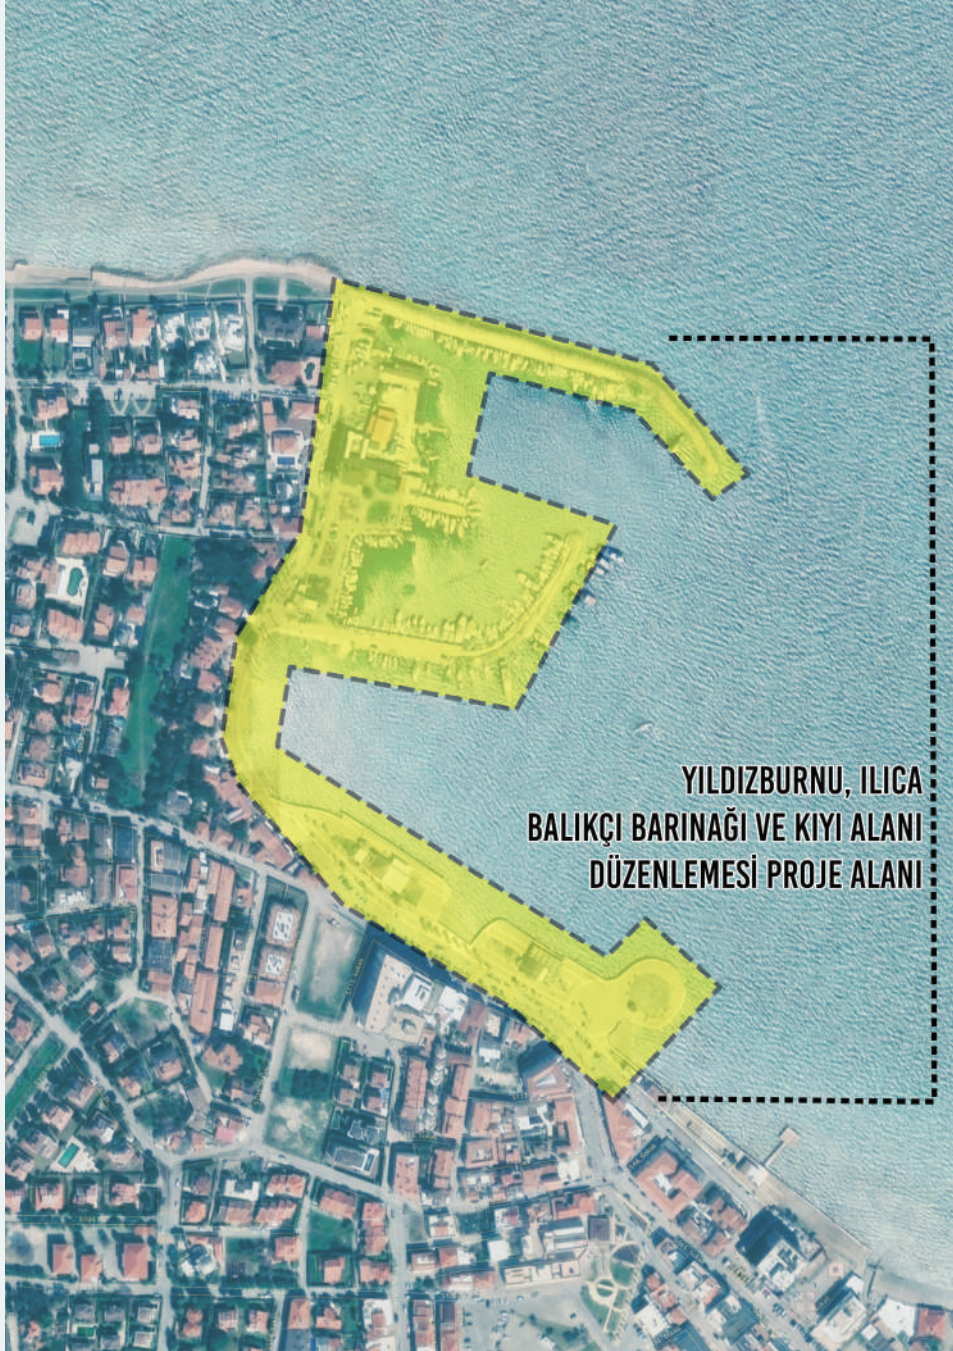 YILDIZBURNU, ILICA
BALIKÇI BARINAĞI VE KIYI ALANI
DÜZENLEMESİ PROJE ALANI